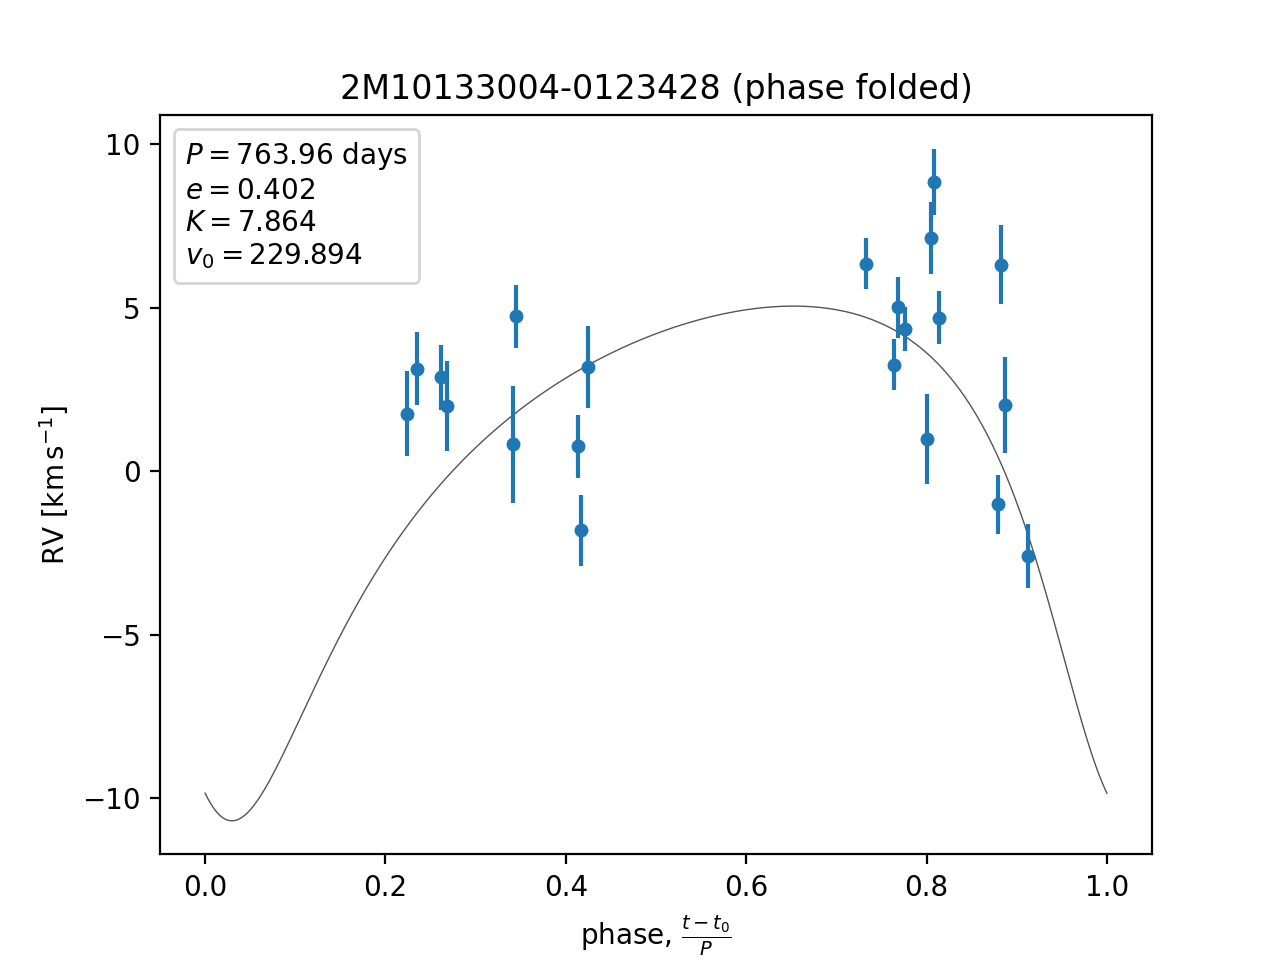 2M10133004-0123428 (phase folded)
P = 763.96 days
e = 0.402
K = 7.864
v₀ = 229.894
10
5
0
−5
−10
RV [km s⁻¹]
0.0 0.2 0.4 0.6 0.8 1.0
phase, (t − t₀)/P